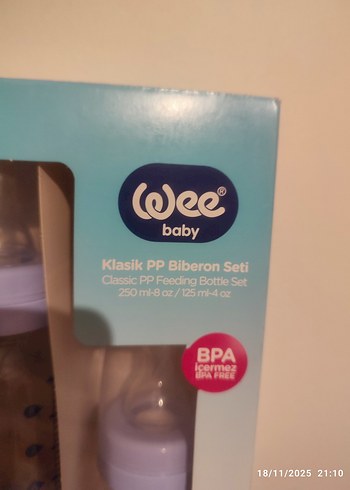 wee®
baby
Klasik PP Biberon Seti
Classic PP Feeding Bottle Set
250 ml-8 oz / 125 ml-4 oz
BPA
içermez
BPA FREE
18/11/2025 21:10